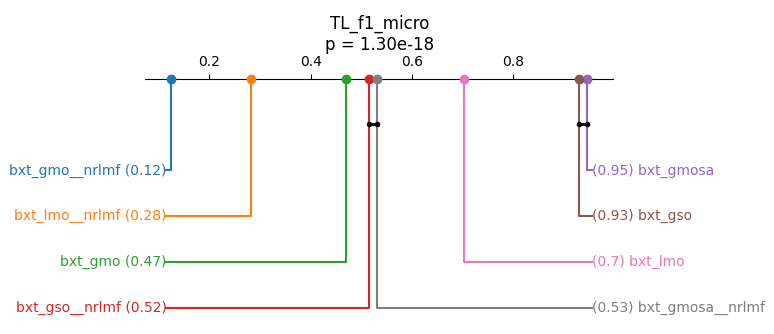 TL_f1_micro
p = 1.30e-18
0.2 0.4 0.6 0.8
bxt_gmo__nrlmf (0.12)
(0.95) bxt_gmosa
bxt_lmo__nrlmf (0.28)
(0.93) bxt_gso
bxt_gmo (0.47)
(0.7) bxt_lmo
bxt_gso__nrlmf (0.52)
(0.53) bxt_gmosa__nrlmf